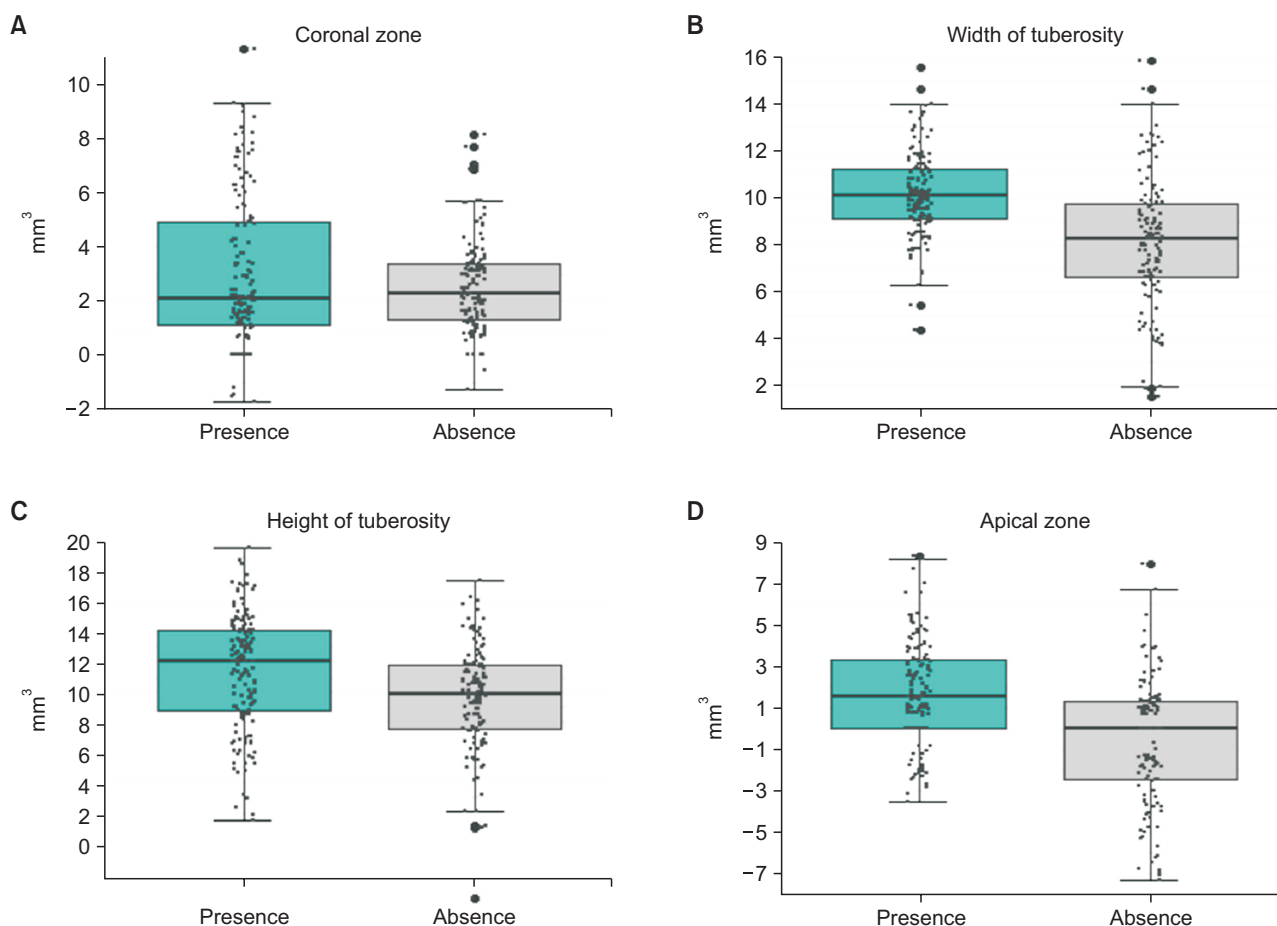 A
Coronal zone
10
8
6
4
2
0
−2
mm³
Presence Absence
B
Width of tuberosity
16
14
12
10
8
6
4
2
mm³
Presence Absence
C
Height of tuberosity
20
18
16
14
12
10
8
6
4
2
0
mm³
Presence Absence
D
Apical zone
9
7
5
3
1
−1
−3
−5
−7
mm³
Presence Absence